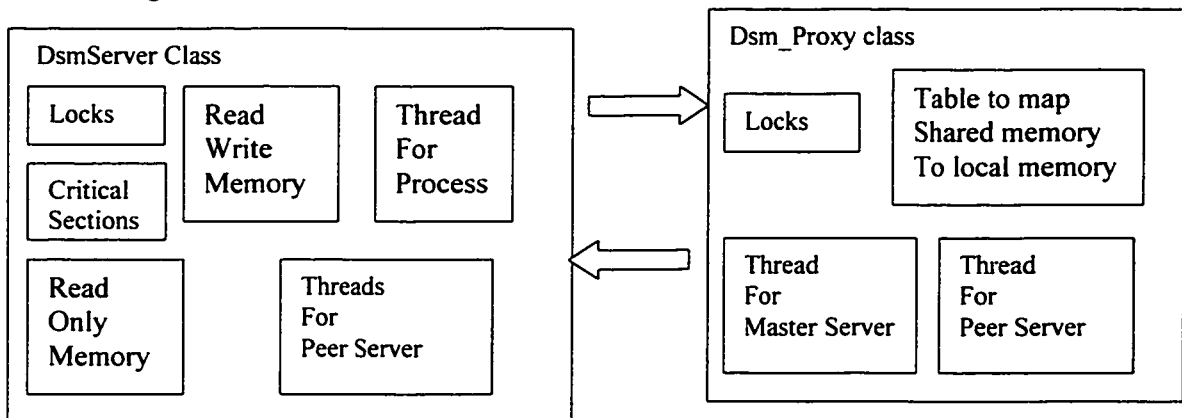 DsmServer Class
Locks
Read
Write
Memory
Thread
For
Process
Critical
Sections
Read
Only
Memory
Threads
For
Peer Server
Dsm_Proxy class
Locks
Table to map
Shared memory
To local memory
Thread
For
Master Server
Thread
For
Peer Server